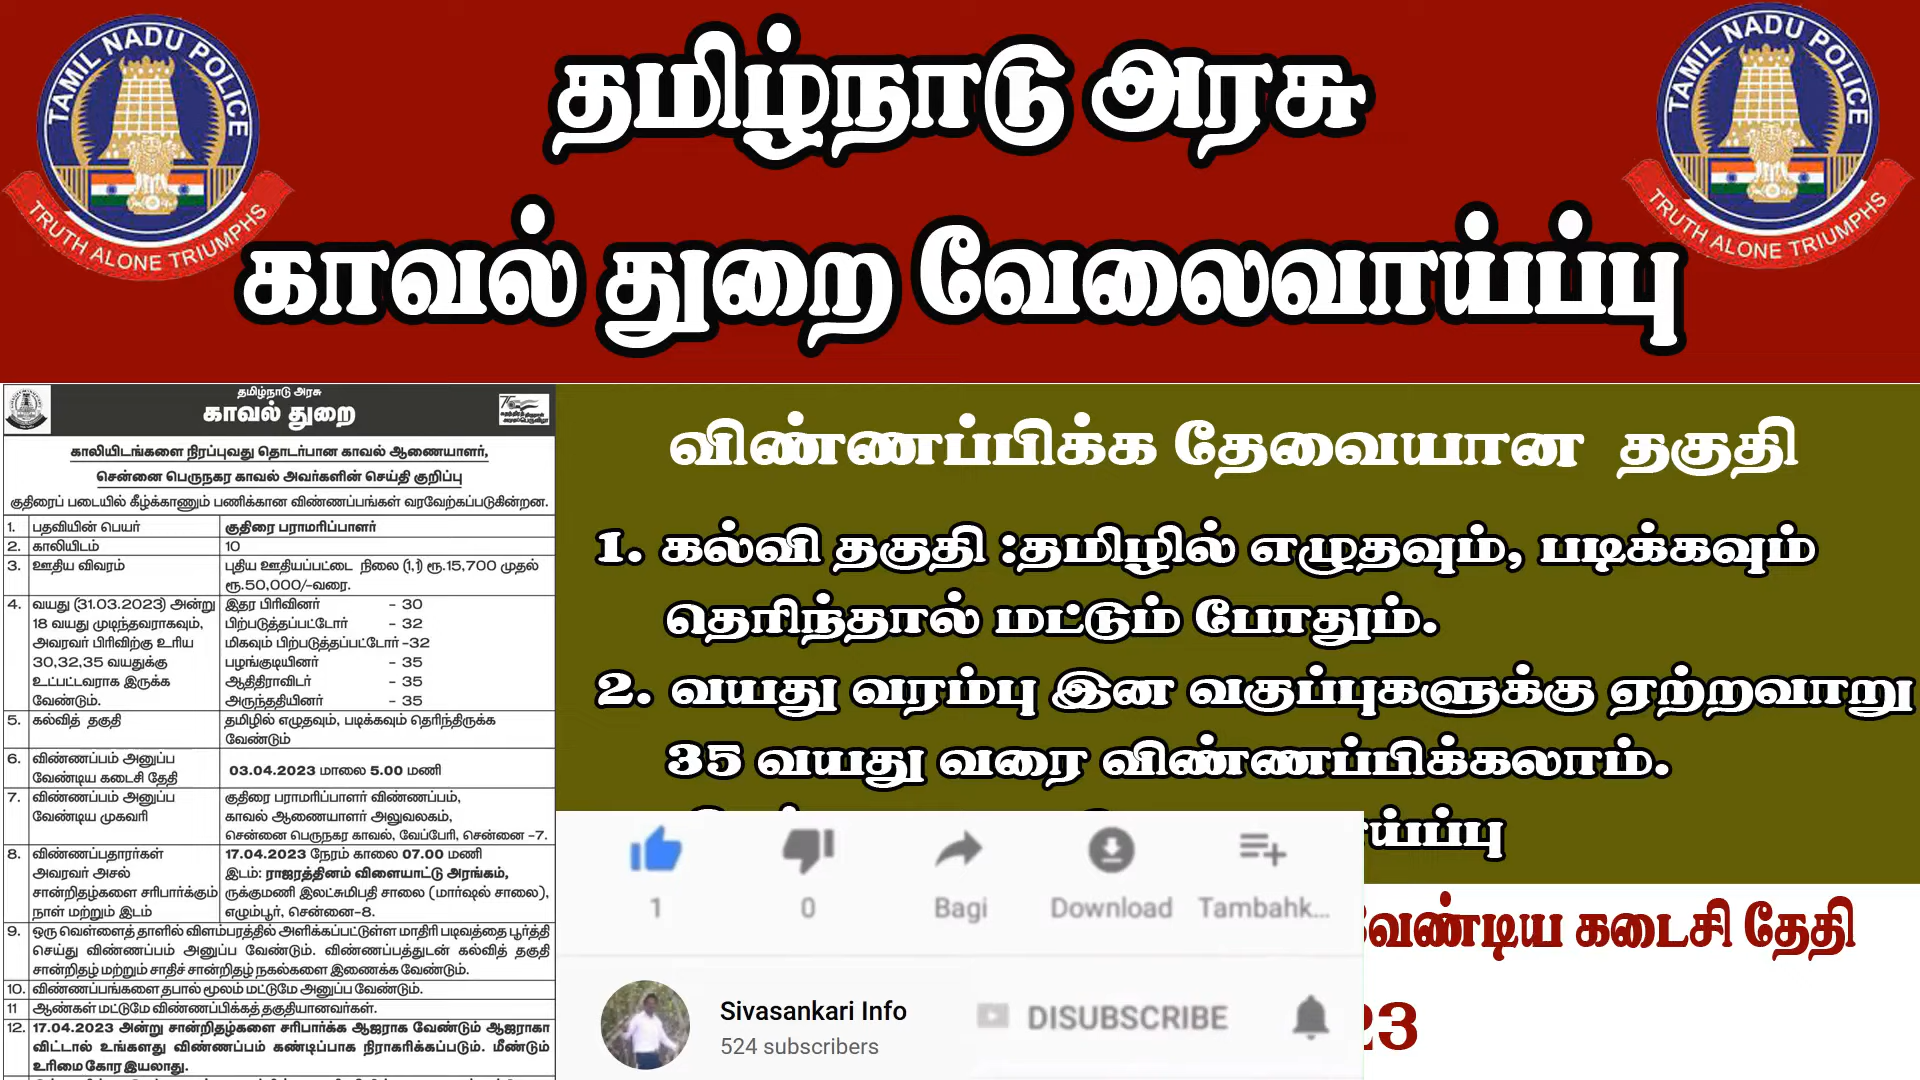 TAMIL NADU POLICE
TRUTH ALONE TRIUMPHS
தமிழ்நாடு அரசு
TAMIL NADU POLICE
TRUTH ALONE TRIUMPHS
காவல் துறை வேலைவாய்ப்பு
தமிழ்நாடு அரசு
காவல் துறை
காலியிடங்களை நிரப்புவது தொடர்பான காவல் ஆணையாளர்,
சென்னை பெருநகர காவல் அவர்களின் செய்தி குறிப்பு
குதிரைப் படையில் கீழ்க்காணும் பணிக்கான விண்ணப்பங்கள் வரவேற்கப்படுகின்றன.
1. பதவியின் பெயர் குதிரை பராமரிப்பாளர்
2. காலியிடம் 10
3. ஊதிய விவரம் புதிய ஊதியப்பட்டை நிலை (1,1) ரூ.15,700 முதல்
ரூ.50,000/-வரை.
4. வயது (31.03.2023) அன்று இதர பிரிவினர் - 30
18 வயது முடிந்தவராகவும், பிற்படுத்தப்பட்டோர் - 32
அவரவர் பிரிவிற்கு உரிய மிகவும் பிற்படுத்தப்பட்டோர் -32
30,32,35 வயதுக்கு பழங்குடியினர் - 35
உட்பட்டவராக இருக்க ஆதிதிராவிடர் - 35
வேண்டும். அருந்ததியினர் - 35
5. கல்வித் தகுதி தமிழில் எழுதவும், படிக்கவும் தெரிந்திருக்க
வேண்டும்
6. விண்ணப்பம் அனுப்ப
வேண்டிய கடைசி தேதி 03.04.2023 மாலை 5.00 மணி
7. விண்ணப்பம் அனுப்ப குதிரை பராமரிப்பாளர் விண்ணப்பம்,
வேண்டிய முகவரி காவல் ஆணையாளர் அலுவலகம்,
சென்னை பெருநகர காவல், வேப்பேரி, சென்னை -7.
8. விண்ணப்பதாரர்கள் 17.04.2023 நேரம் காலை 07.00 மணி
அவரவர் அசல் இடம்: ராஜரத்தினம் விளையாட்டு அரங்கம்,
சான்றிதழ்களை சரிபார்க்கும் ருக்குமணி இலட்சுமிபதி சாலை (மார்ஷல் சாலை),
நாள் மற்றும் இடம் எழும்பூர், சென்னை-8.
9. ஒரு வெள்ளைத் தாளில் விளம்பரத்தில் அளிக்கப்பட்டுள்ள மாதிரி படிவத்தை பூர்த்தி
செய்து விண்ணப்பம் அனுப்ப வேண்டும். விண்ணப்பத்துடன் கல்வித் தகுதி
சான்றிதழ் மற்றும் சாதிச் சான்றிதழ் நகல்களை இணைக்க வேண்டும்.
10. விண்ணப்பங்களை தபால் மூலம் மட்டுமே அனுப்ப வேண்டும்.
11 ஆண்கள் மட்டுமே விண்ணப்பிக்கத் தகுதியானவர்கள்.
12. 17.04.2023 அன்று சான்றிதழ்களை சரிபார்க்க ஆஜராக வேண்டும் ஆஜராகா
விட்டால் உங்களது விண்ணப்பம் கண்டிப்பாக நிராகரிக்கப்படும். மீண்டும்
உரிமை கோர இயலாது.
விண்ணப்பிக்க தேவையான தகுதி
1. கல்வி தகுதி :தமிழில் எழுதவும், படிக்கவும்
தெரிந்தால் மட்டும் போதும்.
2. வயது வரம்பு இன வகுப்புகளுக்கு ஏற்றவாறு
35 வயது வரை விண்ணப்பிக்கலாம்.
ய்ப்பு
வேண்டிய கடைசி தேதி
23
1 0 Bagi Download Tambahk...
Sivasankari Info DISUBSCRIBE
524 subscribers